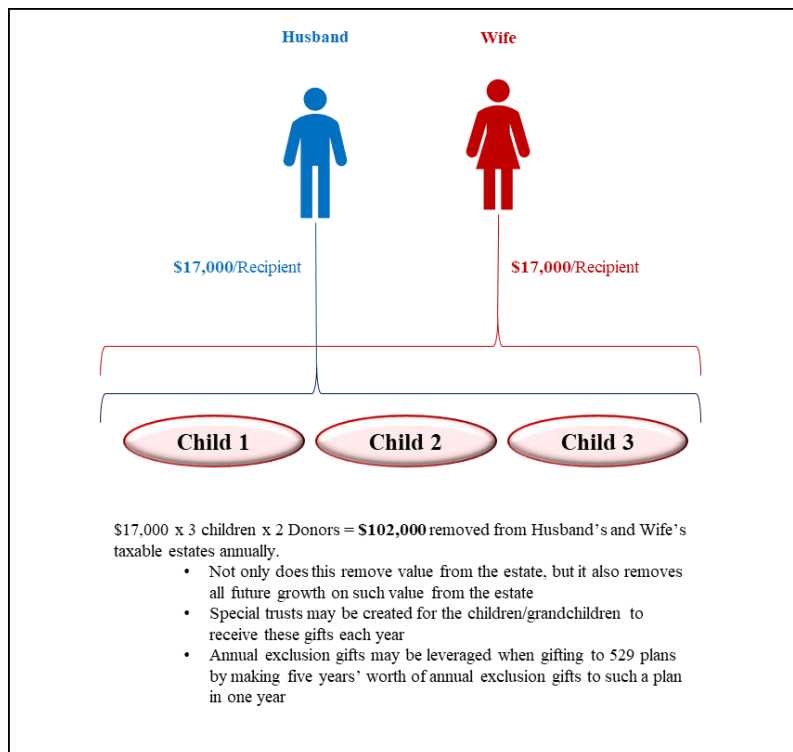 Husband
Wife
$17,000/Recipient
$17,000/Recipient
Child 1
Child 2
Child 3
$17,000 x 3 children x 2 Donors = $102,000 removed from Husband’s and Wife’s
taxable estates annually.
• Not only does this remove value from the estate, but it also removes
all future growth on such value from the estate
• Special trusts may be created for the children/grandchildren to
receive these gifts each year
• Annual exclusion gifts may be leveraged when gifting to 529 plans
by making five years’ worth of annual exclusion gifts to such a plan
in one year